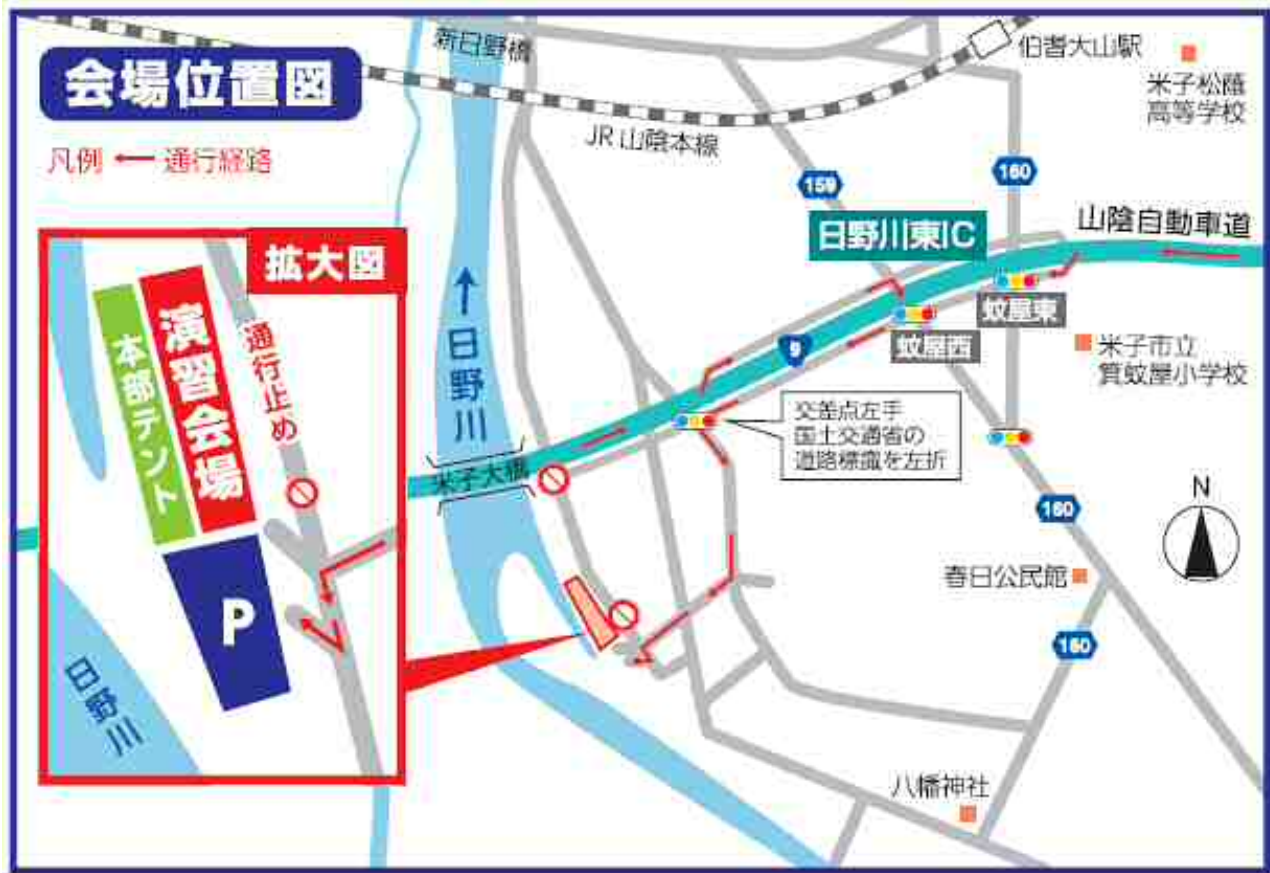 会場位置図
凡例 ← 通行経路
新日野橋
伯耆大山駅
米子松蔭
高等学校
JR 山陰本線
159
160
山陰自動車道
日野川東IC
蚊屋東
蚊屋西
9
米子市立
箕蚊屋小学校
交差点左手
国土交通省の
道路標識を左折
日野川
米子大橋
160
N
春日公民館
160
八幡神社
拡大図
演習会場
本部テント
通行止め
P
日野川